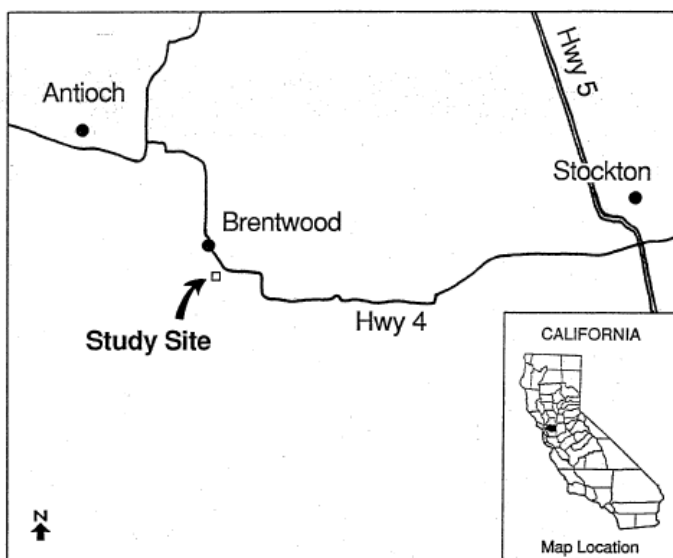 Antioch
Hwy 5
Stockton
Brentwood
Study Site
Hwy 4
CALIFORNIA
Map Location
N